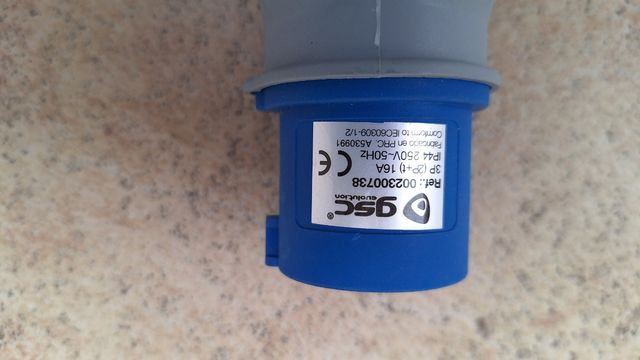 gsc®
evolution
Ref.: 002300738
3P (2P+t) 16A
IP44 250V~50Hz
Fabricado en PRC. A530991
Comform to IEC60309-1/2
CE